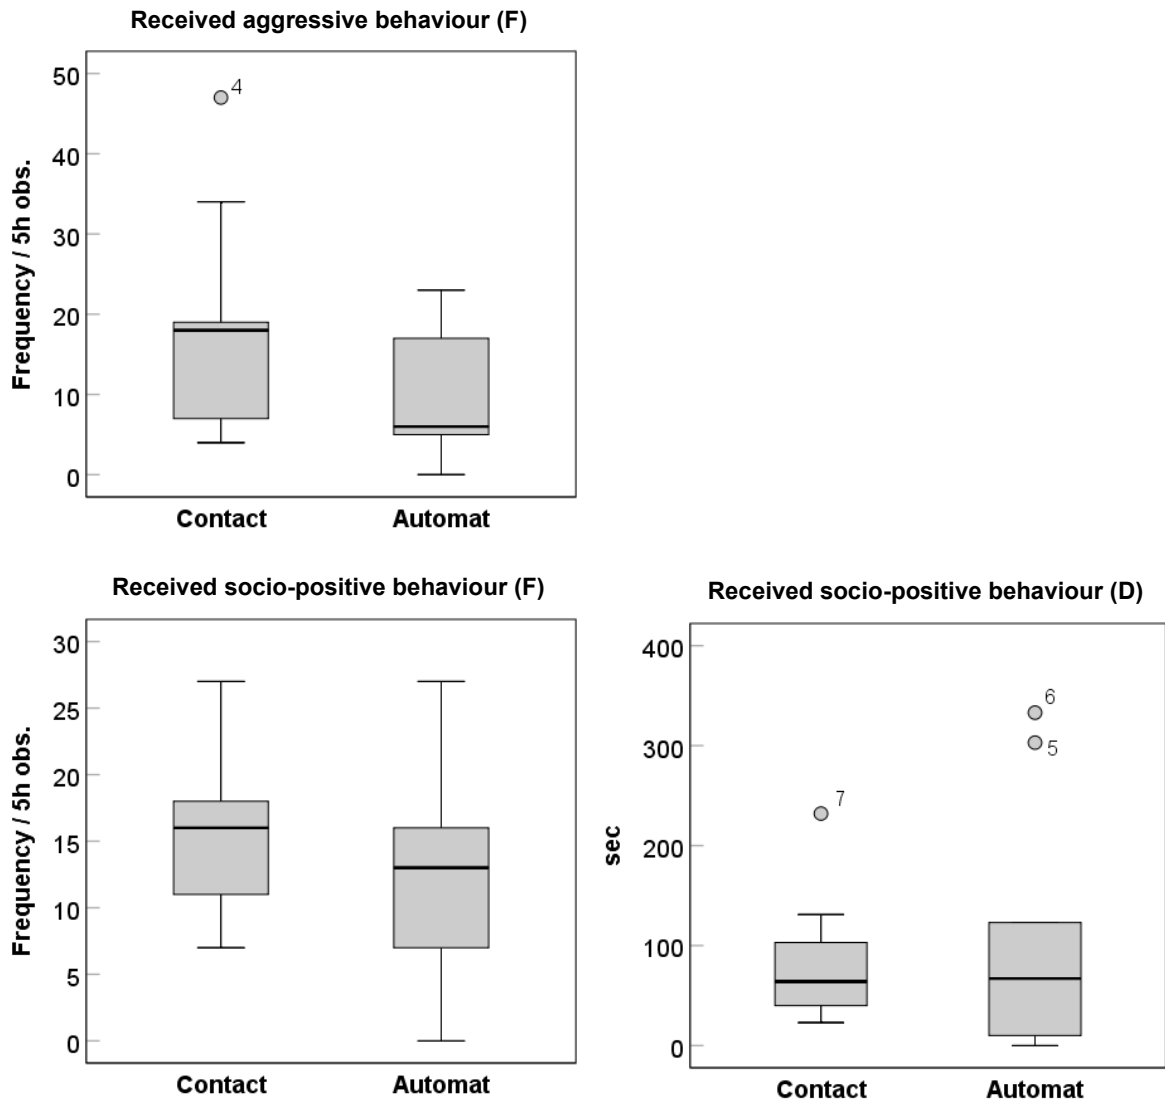 Received aggressive behaviour (F)
Frequency / 5h obs.
50
40
30
20
10
0
4
Contact Automat
Received socio-positive behaviour (F)
Frequency / 5h obs.
30
25
20
15
10
5
0
Contact Automat
Received socio-positive behaviour (D)
sec
400
300
200
100
0
7
6
5
Contact Automat